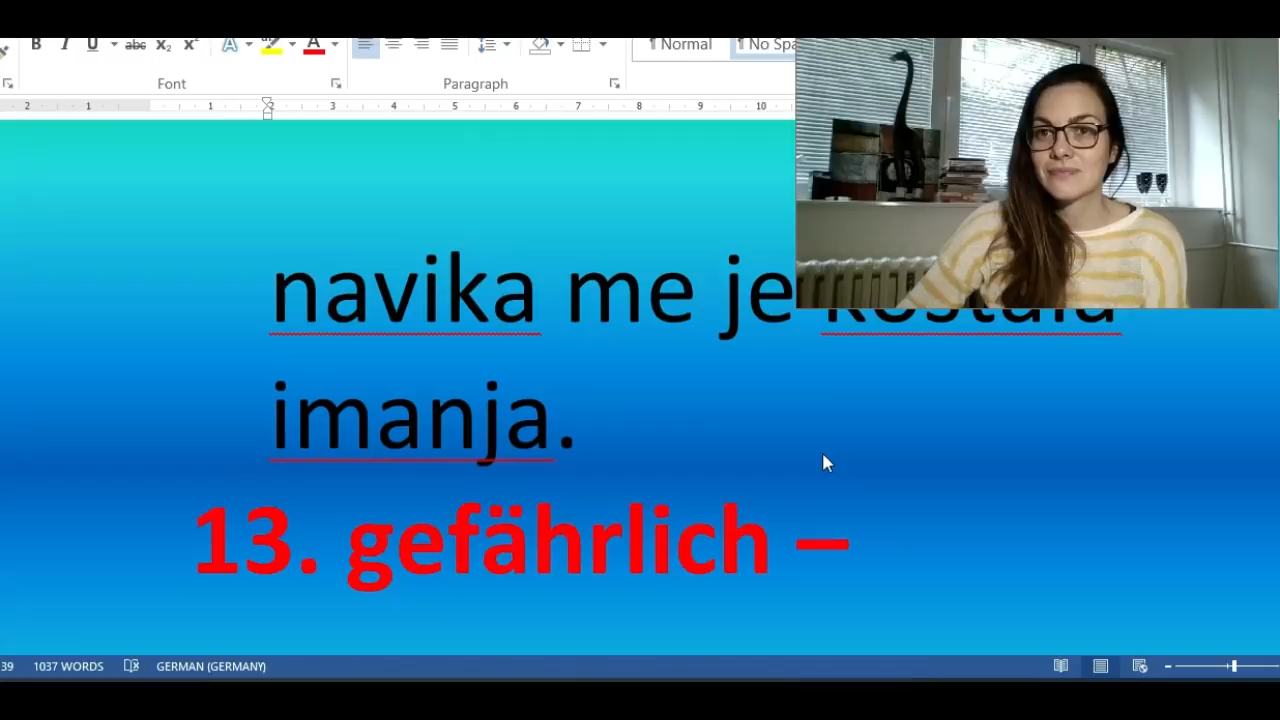 B I U abc x₂ x² A A
¶ Normal ¶ No Spa
Font Paragraph
2 1 1 2 3 4 5 6 7 8 9 10
navika me je
imanja.
13. gefährlich –
39 1037 WORDS GERMAN (GERMANY)